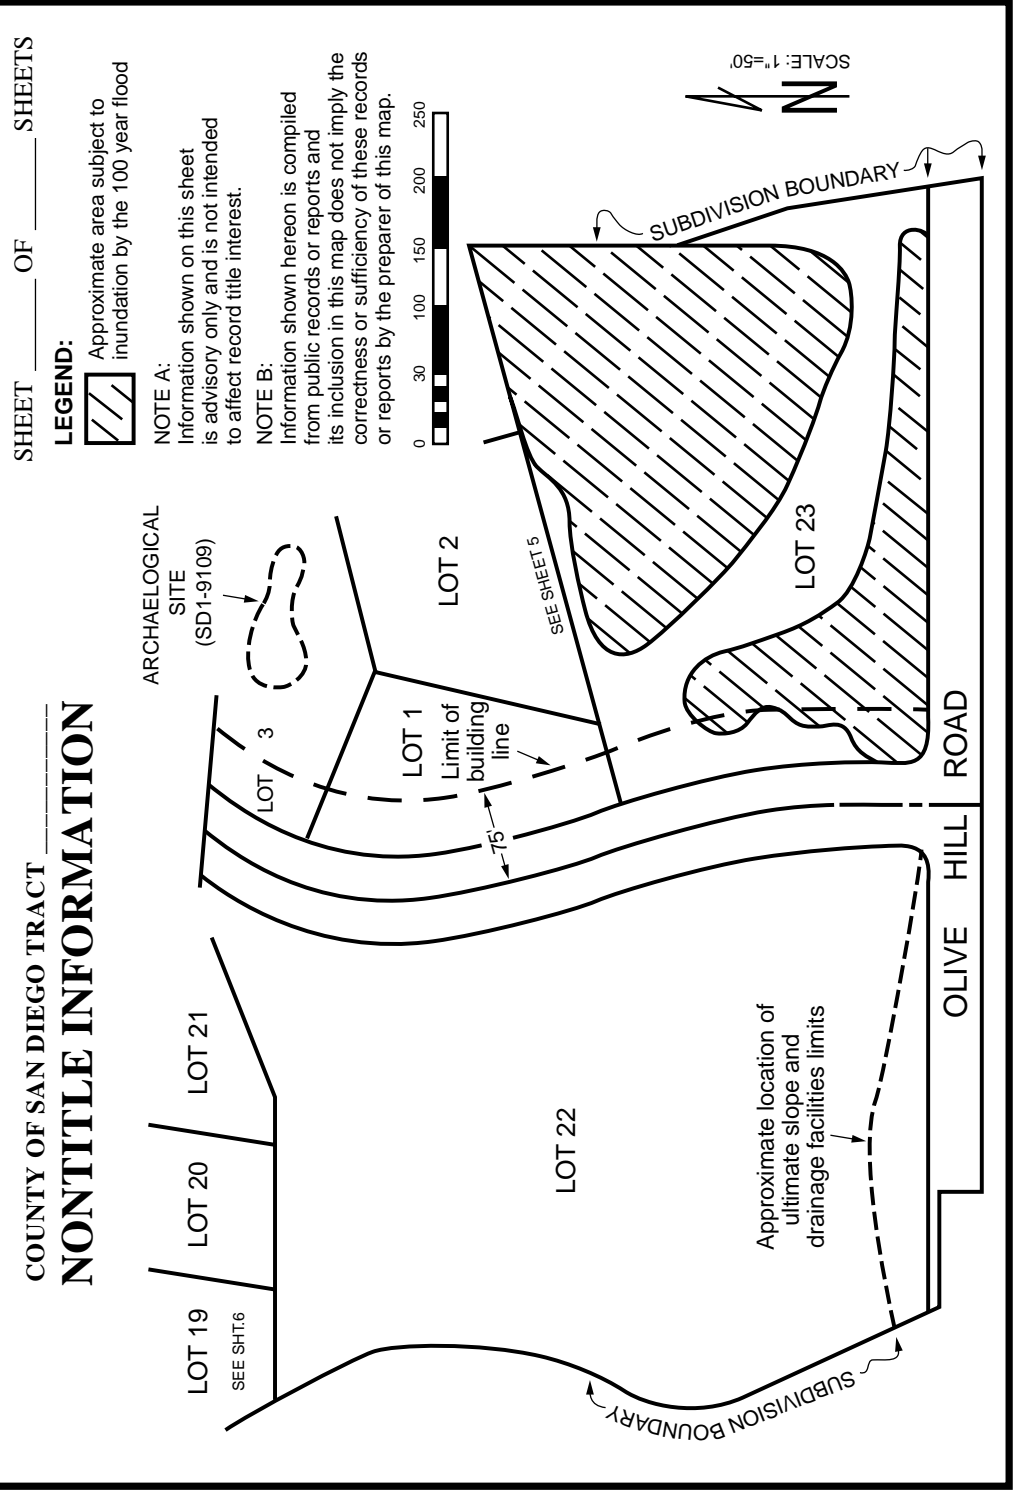 SHEET ______ OF ______ SHEETS
COUNTY OF SAN DIEGO TRACT __________
NONTITLE INFORMATION
LEGEND:
Approximate area subject to
inundation by the 100 year flood
NOTE A:
Information shown on this sheet
is advisory only and is not intended
to affect record title interest.
NOTE B:
Information shown hereon is compiled
from public records or reports and
its inclusion in this map does not imply the
correctness or sufficiency of these records
or reports by the preparer of this map.
0 30 100 150 200 250
N
SCALE: 1"=50'
ARCHAELOGICAL
SITE
(SD1-9109)
LOT 19
SEE SHT.6
LOT 20
LOT 21
LOT 3
LOT 1
Limit of
building
line
75'
LOT 2
SEE SHEET 5
LOT 22
LOT 23
SUBDIVISION BOUNDARY
Approximate location of
ultimate slope and
drainage facilities limits
SUBDIVISION BOUNDARY
OLIVE HILL ROAD